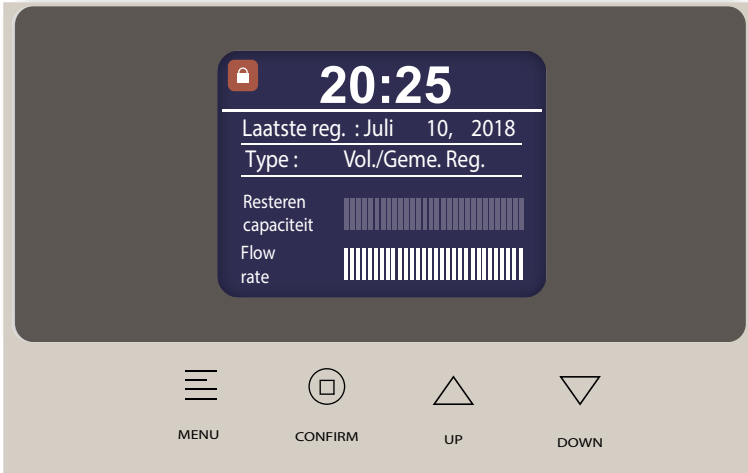 20:25
Laatste reg. : Juli 10, 2018
Type : Vol./Geme. Reg.
Resteren
capaciteit
Flow
rate
MENU CONFIRM UP DOWN